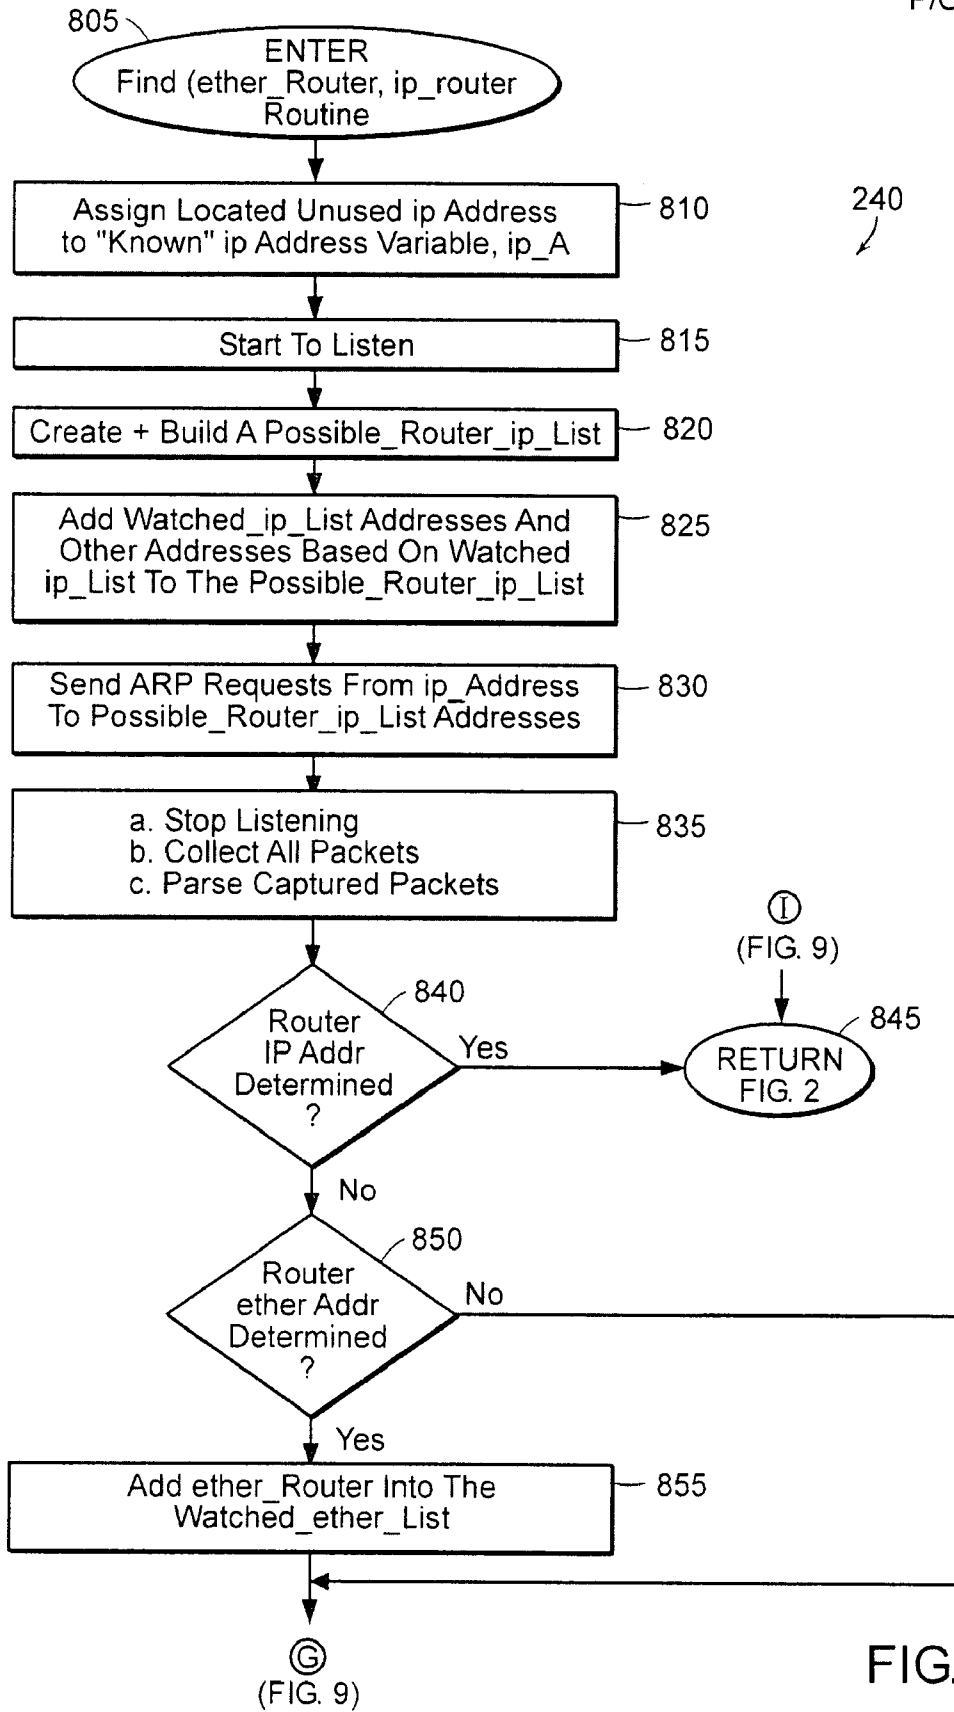 805
ENTER
Find (ether_Router, ip_router
Routine
Assign Located Unused ip Address
to "Known" ip Address Variable, ip_A
810
240
Start To Listen
815
Create + Build A Possible_Router_ip_List
820
Add Watched_ip_List Addresses And
Other Addresses Based On Watched
ip_List To The Possible_Router_ip_List
825
Send ARP Requests From ip_Address
To Possible_Router_ip_List Addresses
830
a. Stop Listening
b. Collect All Packets
c. Parse Captured Packets
835
I
(FIG. 9)
840
Router
IP Addr
Determined
?
Yes
845
RETURN
FIG. 2
No
850
Router
ether Addr
Determined
?
No
Yes
Add ether_Router Into The
Watched_ether_List
855
G
(FIG. 9)
FIG.